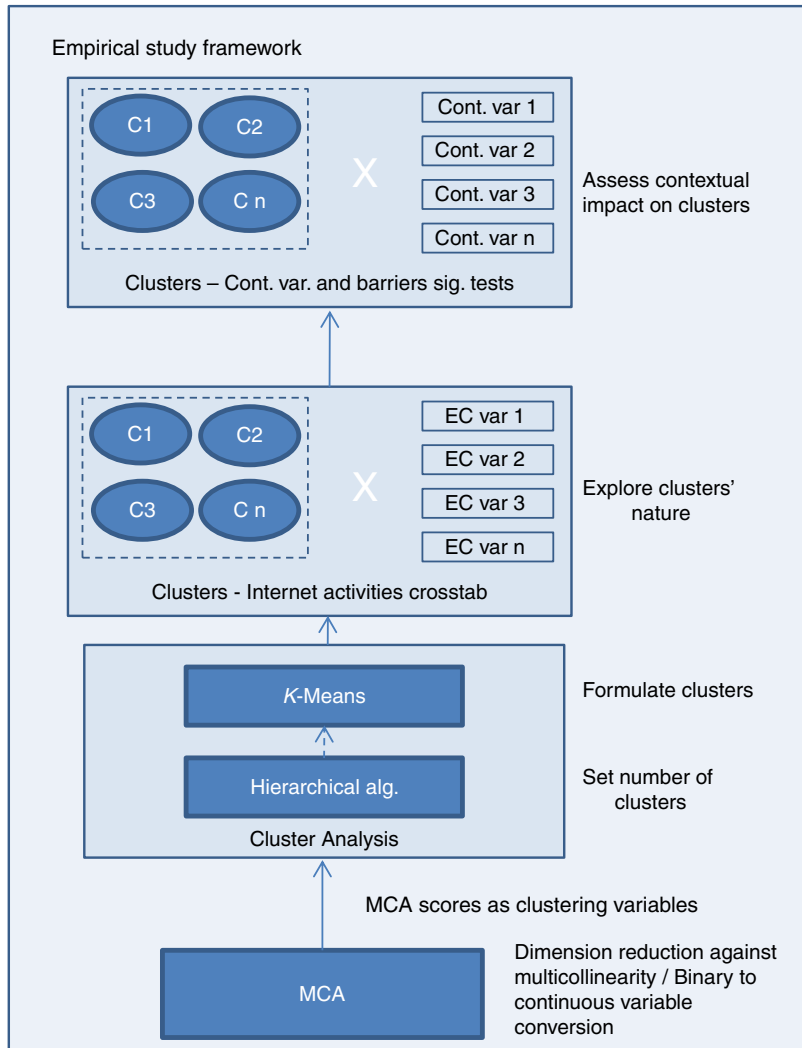 Empirical study framework
C1
C2
C3
C n
X
Cont. var 1
Cont. var 2
Cont. var 3
Cont. var n
Assess contextual
impact on clusters
Clusters – Cont. var. and barriers sig. tests
C1
C2
C3
C n
X
EC var 1
EC var 2
EC var 3
EC var n
Explore clusters’
nature
Clusters - Internet activities crosstab
K-Means
Formulate clusters
Hierarchical alg.
Set number of
clusters
Cluster Analysis
MCA scores as clustering variables
MCA
Dimension reduction against
multicollinearity / Binary to
continuous variable
conversion